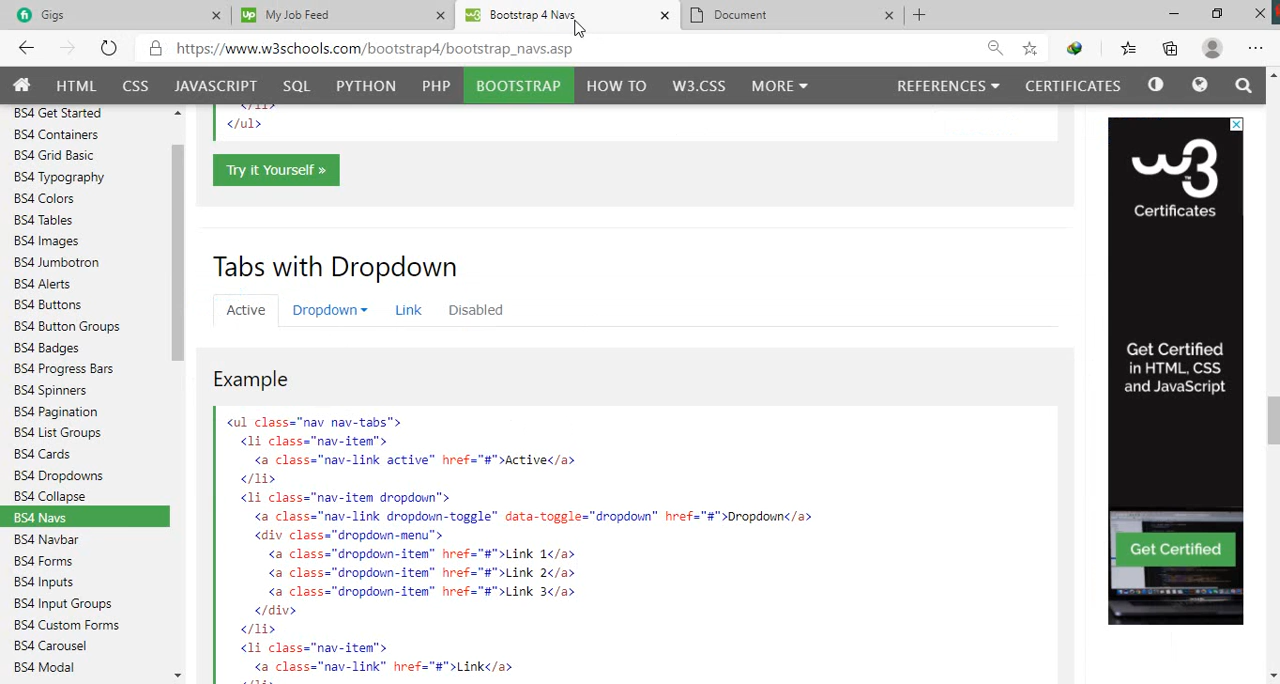 Gigs
My Job Feed
Bootstrap 4 Navs
Document
https://www.w3schools.com/bootstrap4/bootstrap_navs.asp
HTML
CSS
JAVASCRIPT
SQL
PYTHON
PHP
BOOTSTRAP
HOW TO
W3.CSS
MORE
REFERENCES
CERTIFICATES
BS4 Get Started
BS4 Containers
BS4 Grid Basic
BS4 Typography
BS4 Colors
BS4 Tables
BS4 Images
BS4 Jumbotron
BS4 Alerts
BS4 Buttons
BS4 Button Groups
BS4 Badges
BS4 Progress Bars
BS4 Spinners
BS4 Pagination
BS4 List Groups
BS4 Cards
BS4 Dropdowns
BS4 Collapse
BS4 Navs
BS4 Navbar
BS4 Forms
BS4 Inputs
BS4 Input Groups
BS4 Custom Forms
BS4 Carousel
BS4 Modal
</ul>
Try it Yourself »
Tabs with Dropdown
Active
Dropdown
Link
Disabled
Example
<ul class="nav nav-tabs">
<li class="nav-item">
<a class="nav-link active" href="#">Active</a>
</li>
<li class="nav-item dropdown">
<a class="nav-link dropdown-toggle" data-toggle="dropdown" href="#">Dropdown</a>
<div class="dropdown-menu">
<a class="dropdown-item" href="#">Link 1</a>
<a class="dropdown-item" href="#">Link 2</a>
<a class="dropdown-item" href="#">Link 3</a>
</div>
</li>
<li class="nav-item">
<a class="nav-link" href="#">Link</a>
w3
Certificates
Get Certified
in HTML, CSS
and JavaScript
Get Certified